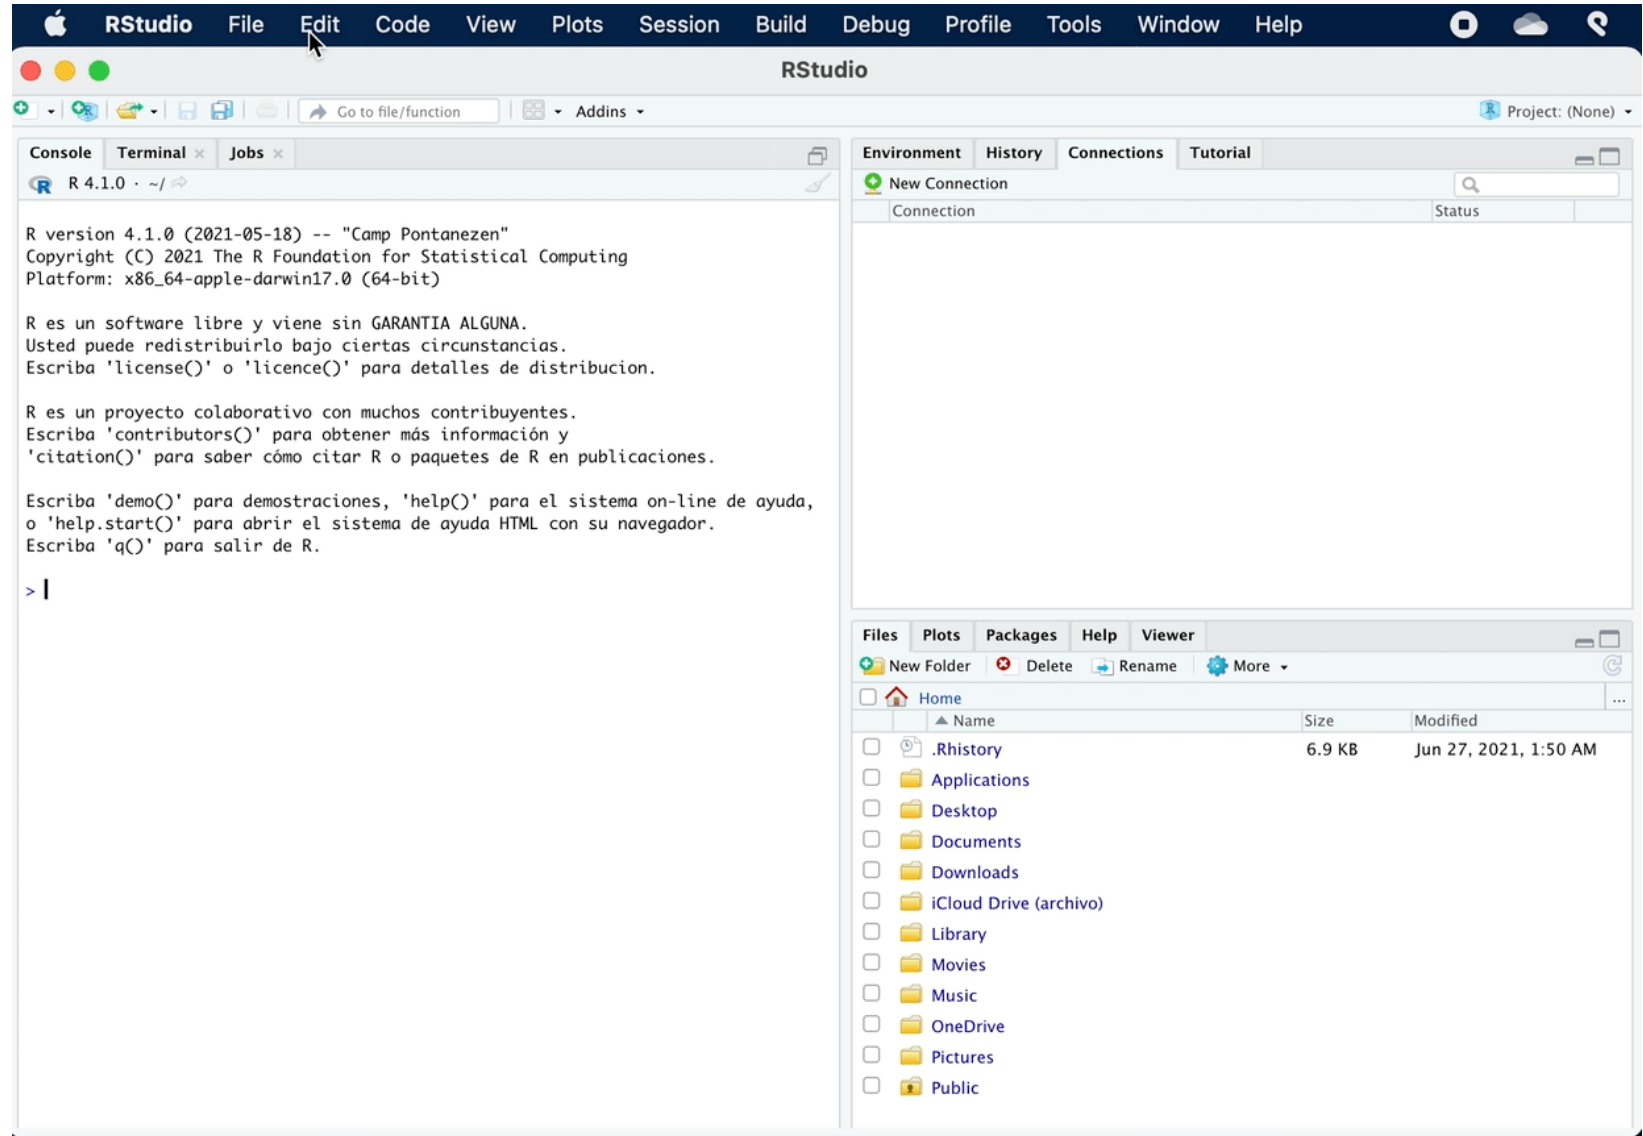 RStudio File Edit Code View Plots Session Build Debug Profile Tools Window Help
RStudio
Go to file/function Addins Project: (None)
Console Terminal Jobs
R 4.1.0 · ~/
R version 4.1.0 (2021-05-18) -- "Camp Pontanezen"
Copyright (C) 2021 The R Foundation for Statistical Computing
Platform: x86_64-apple-darwin17.0 (64-bit)
R es un software libre y viene sin GARANTIA ALGUNA.
Usted puede redistribuirlo bajo ciertas circunstancias.
Escriba 'license()' o 'licence()' para detalles de distribucion.
R es un proyecto colaborativo con muchos contribuyentes.
Escriba 'contributors()' para obtener más información y
'citation()' para saber cómo citar R o paquetes de R en publicaciones.
Escriba 'demo()' para demostraciones, 'help()' para el sistema on-line de ayuda,
o 'help.start()' para abrir el sistema de ayuda HTML con su navegador.
Escriba 'q()' para salir de R.
>
Environment History Connections Tutorial
New Connection
Connection Status
Files Plots Packages Help Viewer
New Folder Delete Rename More
Home ...
Name Size Modified
.Rhistory 6.9 KB Jun 27, 2021, 1:50 AM
Applications
Desktop
Documents
Downloads
iCloud Drive (archivo)
Library
Movies
Music
OneDrive
Pictures
Public